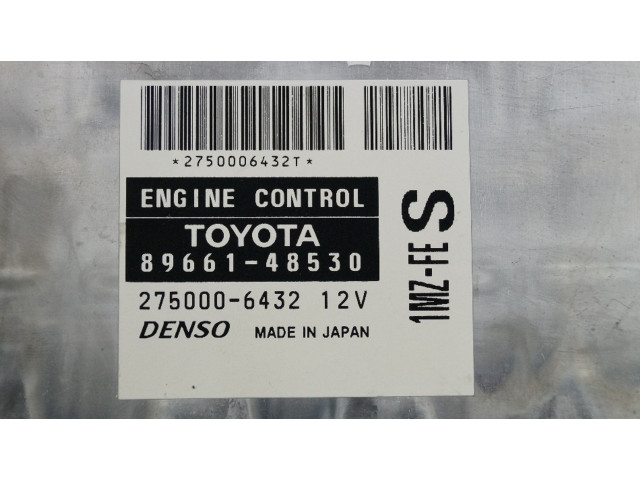 *2750006432T*
ENGINE CONTROL
TOYOTA
89661-48530
275000-6432 12V
DENSO MADE IN JAPAN
1MZ-FE S